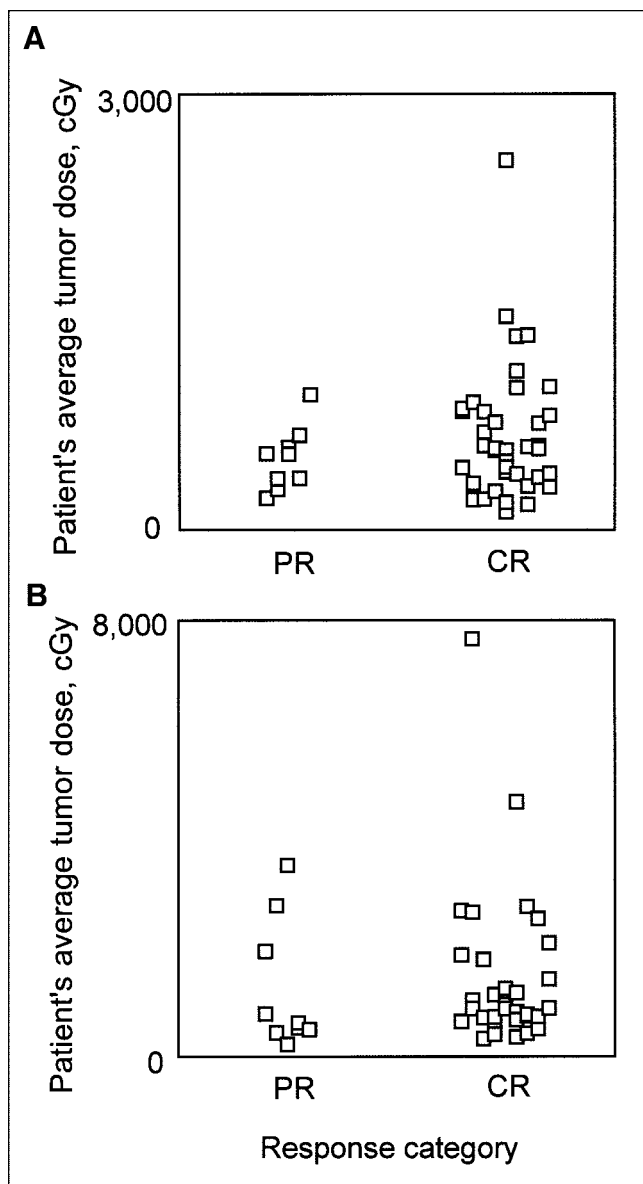 A
Patient's average tumor dose, cGy
3,000
0
PR CR
B
Patient's average tumor dose, cGy
8,000
0
PR CR
Response category